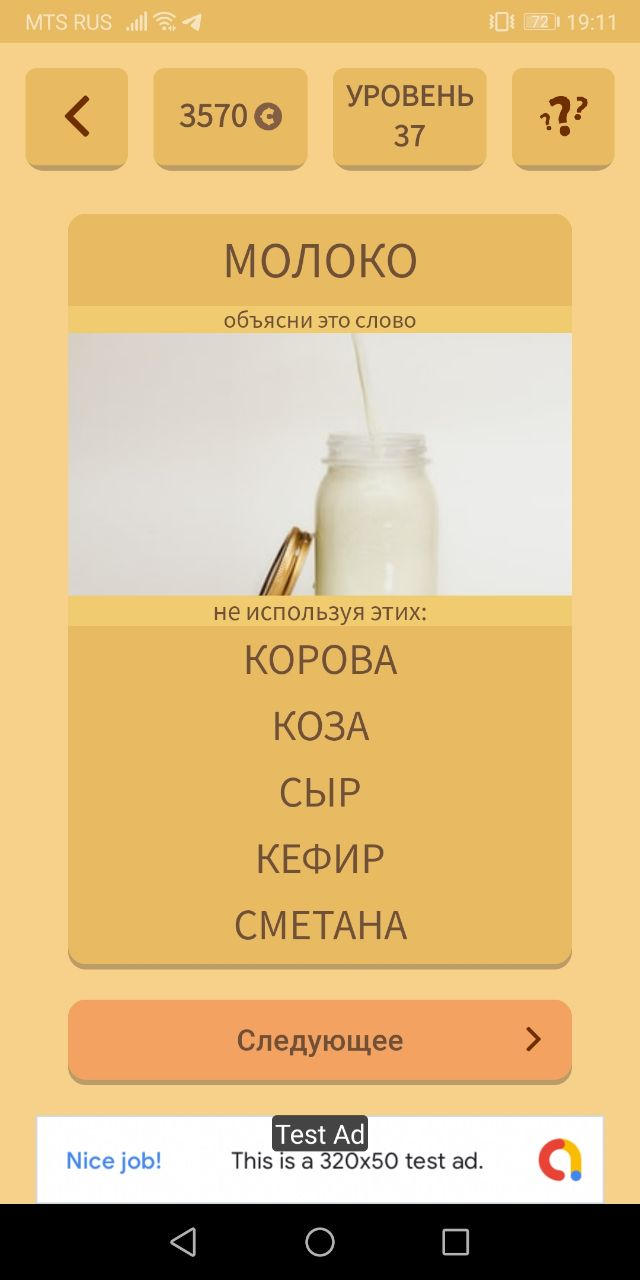 MTS RUS 72 19:11
3570
УРОВЕНЬ
37
???
МОЛОКО
объясни это слово
не используя этих:
КОРОВА
КОЗА
СЫР
КЕФИР
СМЕТАНА
Следующее
Test Ad
Nice job! This is a 320x50 test ad.